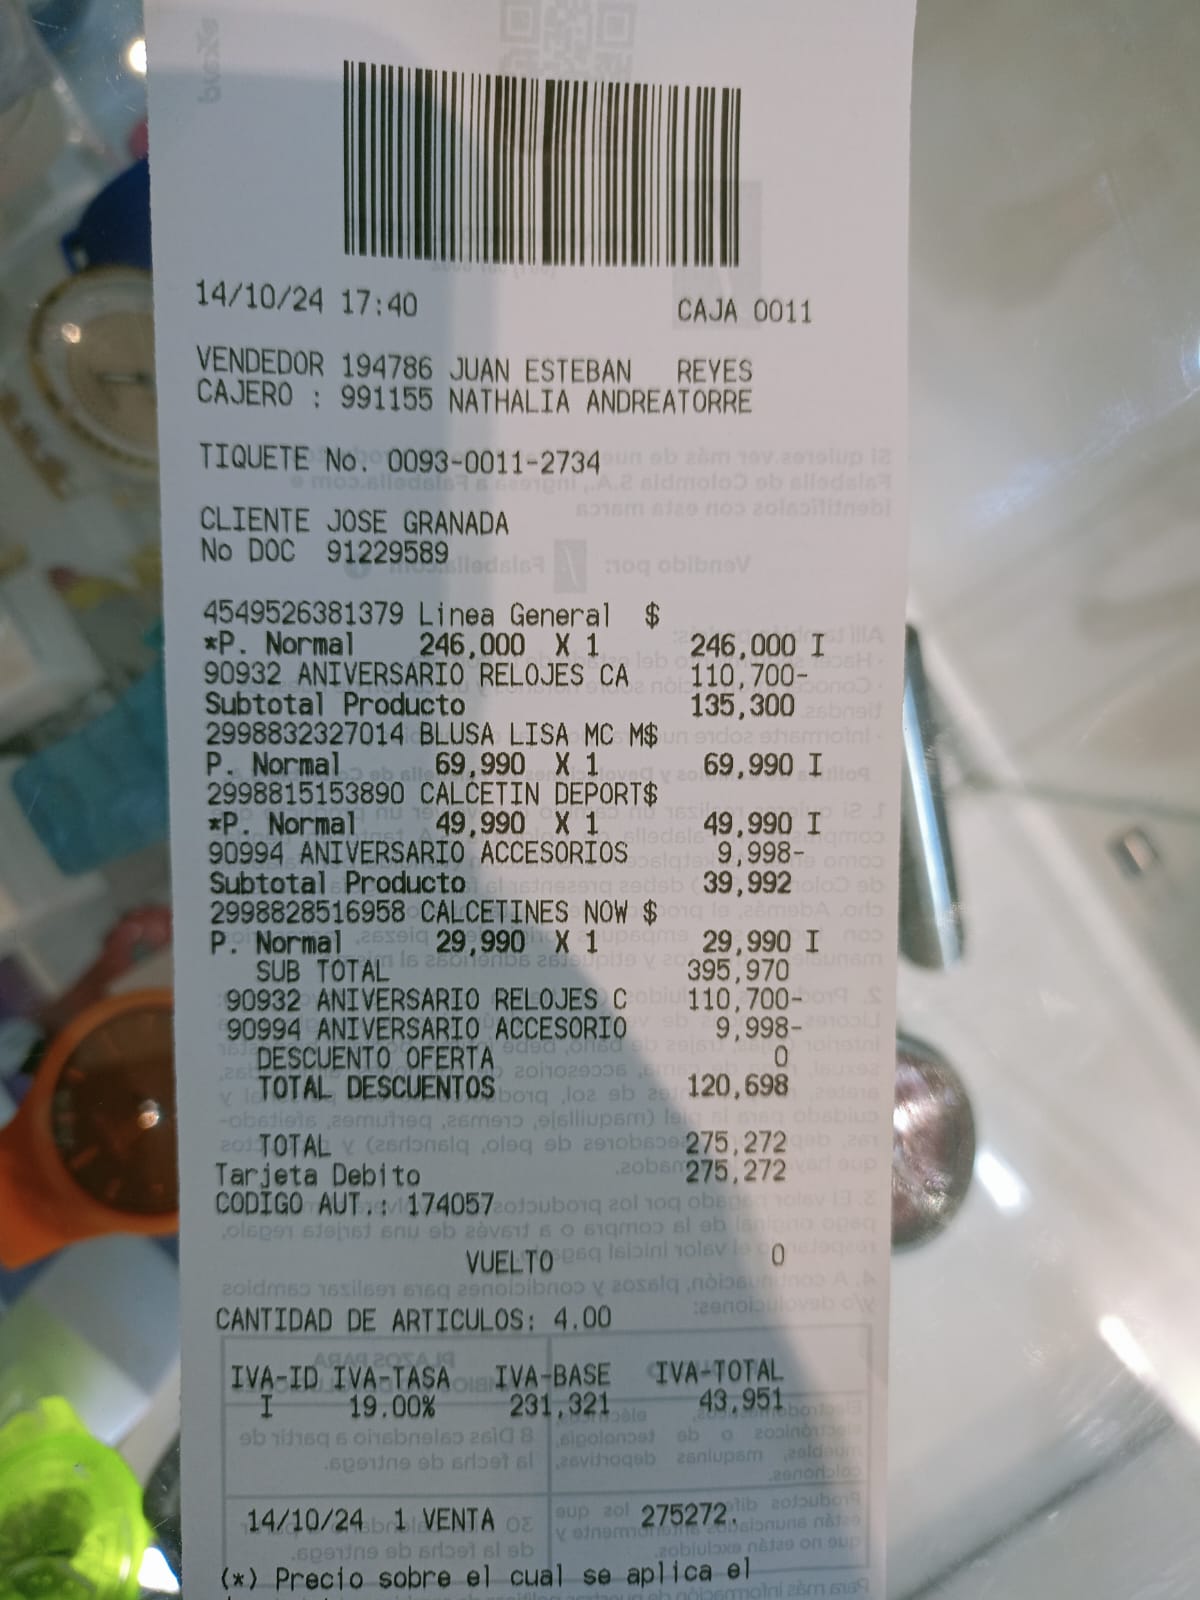 14/10/24 17:40 CAJA 0011
VENDEDOR 194786 JUAN ESTEBAN REYES
CAJERO : 991155 NATHALIA ANDREATORRE
TIQUETE No. 0093-0011-2734
CLIENTE JOSE GRANADA
No DOC 91229589
4549526381379 Linea General $
*P. Normal 246,000 X 1 246,000 I
90932 ANIVERSARIO RELOJES CA 110,700-
Subtotal Producto 135,300
2998832327014 BLUSA LISA MC M$
P. Normal 69,990 X 1 69,990 I
2998815153890 CALCETIN DEPORT$
*P. Normal 49,990 X 1 49,990 I
90994 ANIVERSARIO ACCESORIOS 9,998-
Subtotal Producto 39,992
2998828516958 CALCETINES NOW $
P. Normal 29,990 X 1 29,990 I
SUB TOTAL 395,970
90932 ANIVERSARIO RELOJES C 110,700-
90994 ANIVERSARIO ACCESORIO 9,998-
DESCUENTO OFERTA 0
TOTAL DESCUENTOS 120,698
TOTAL 275,272
Tarjeta Debito 275,272
CODIGO AUT.: 174057
VUELTO 0
CANTIDAD DE ARTICULOS: 4.00
IVA-ID IVA-TASA IVA-BASE IVA-TOTAL
I 19.00% 231,321 43,951
14/10/24 1 VENTA 275272.
(*) Precio sobre el cual se aplica el